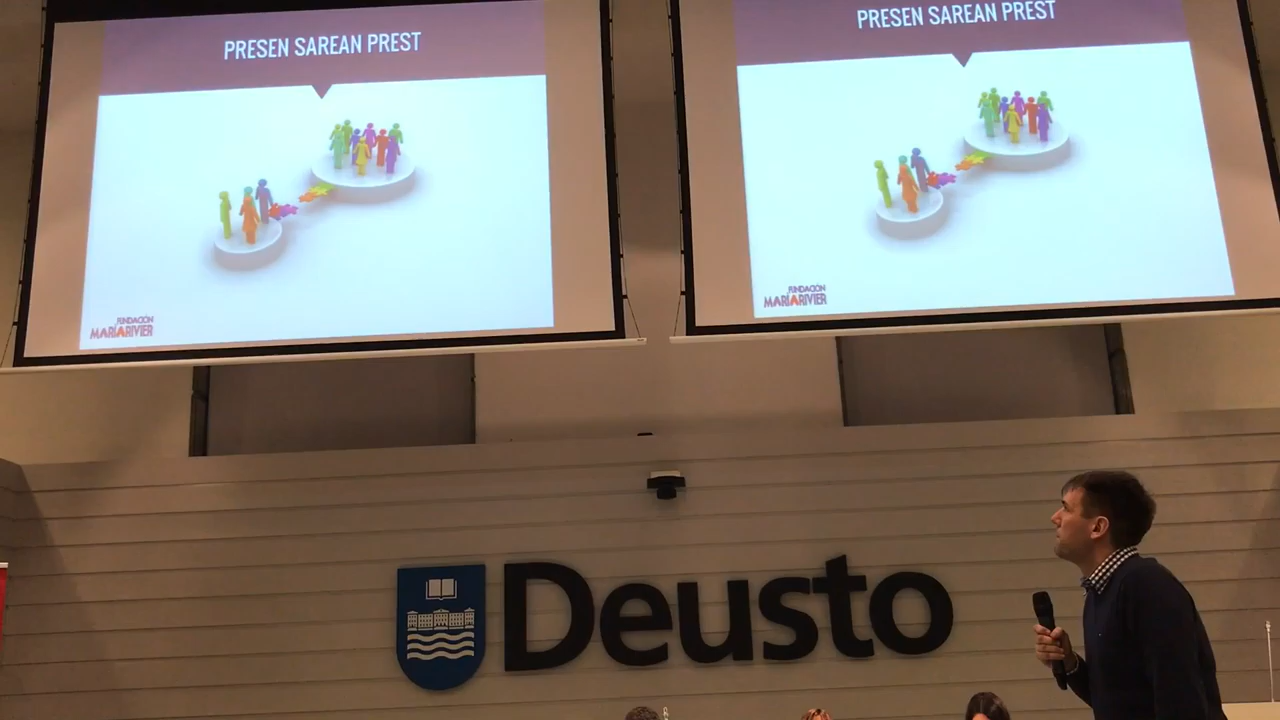 PRESEN SAREAN PREST
FUNDACIÓN
MARIARIVIER
PRESEN SAREAN PREST
FUNDACIÓN
MARIARIVIER
Deusto